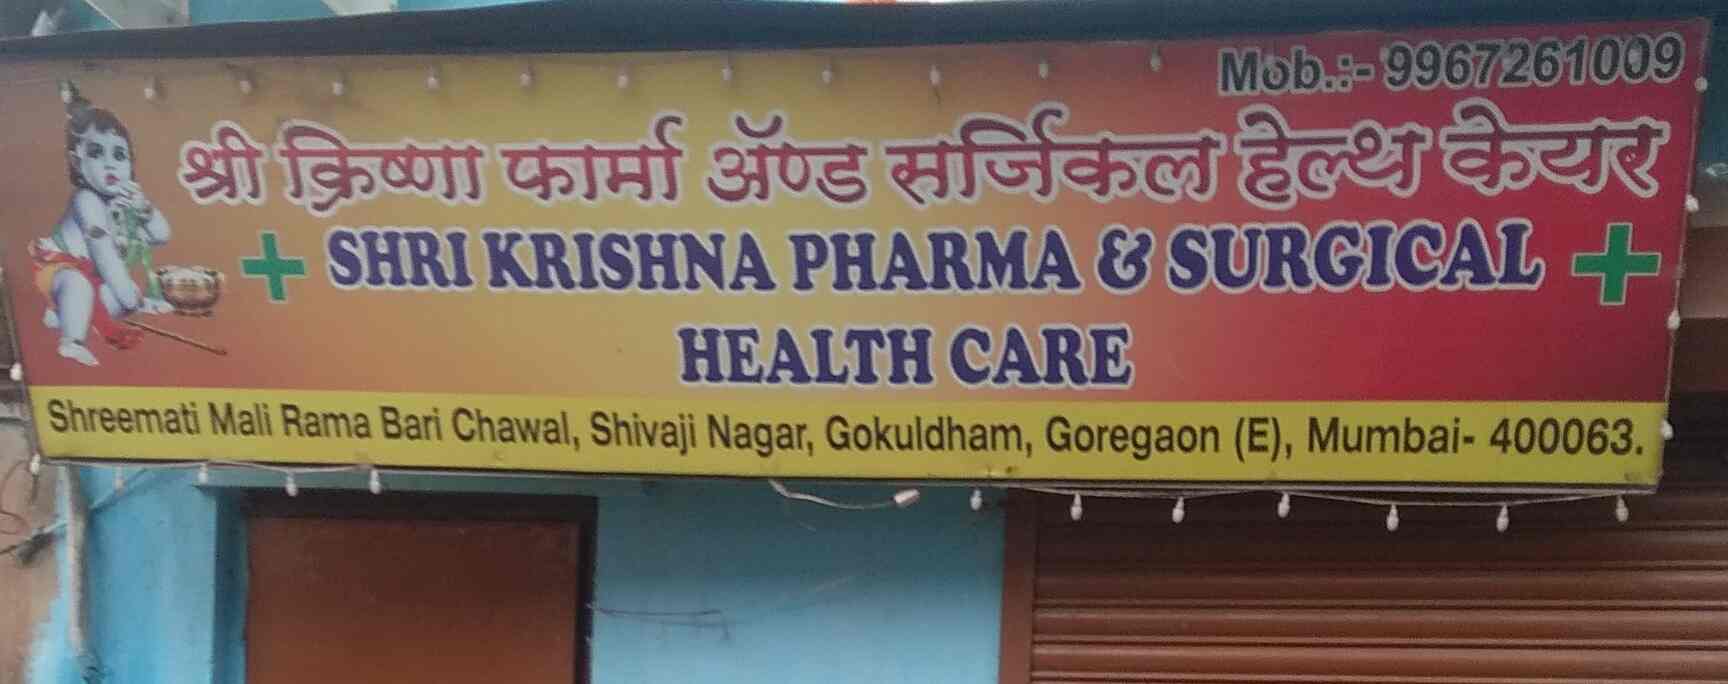 Mob.:- 9967261009
श्री क्रिष्णा फार्मा ॲण्ड सर्जिकल हेल्थ केयर
SHRI KRISHNA PHARMA & SURGICAL
HEALTH CARE
Shreemati Mali Rama Bari Chawal, Shivaji Nagar, Gokuldham, Goregaon (E), Mumbai- 400063.